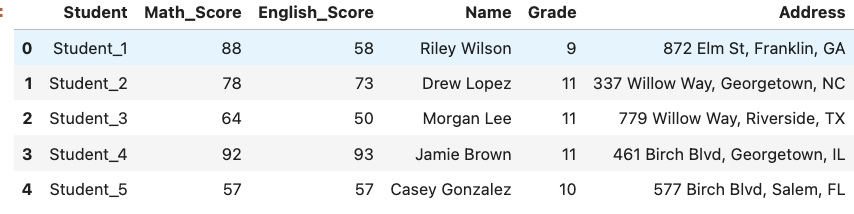 Student Math_Score English_Score Name Grade Address
0 Student_1 88 58 Riley Wilson 9 872 Elm St, Franklin, GA
1 Student_2 78 73 Drew Lopez 11 337 Willow Way, Georgetown, NC
2 Student_3 64 50 Morgan Lee 11 779 Willow Way, Riverside, TX
3 Student_4 92 93 Jamie Brown 11 461 Birch Blvd, Georgetown, IL
4 Student_5 57 57 Casey Gonzalez 10 577 Birch Blvd, Salem, FL